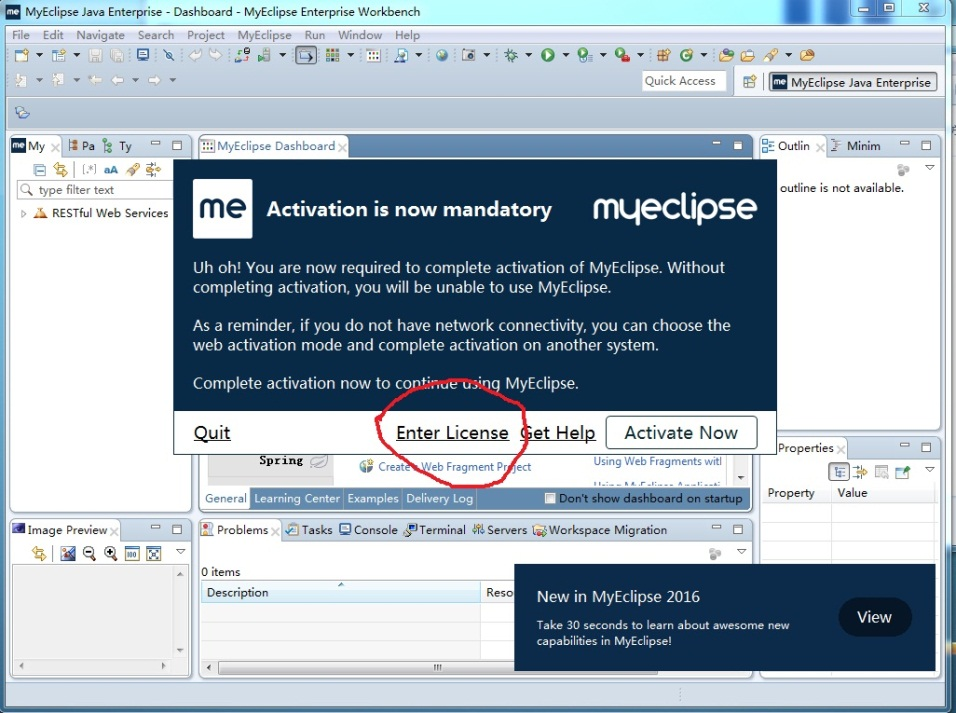 MyEclipse Java Enterprise - Dashboard - MyEclipse Enterprise Workbench
File Edit Navigate Search Project MyEclipse Run Window Help
Quick Access
me MyEclipse Java Enterprise
me My Pa Ty
MyEclipse Dashboard
Outlin Minim
type filter text
outline is not available.
RESTful Web Services
me Activation is now mandatory myeclipse
Uh oh! You are now required to complete activation of MyEclipse. Without
completing activation, you will be unable to use MyEclipse.
As a reminder, if you do not have network connectivity, you can choose the
web activation mode and complete activation on another system.
Complete activation now to continue using MyEclipse.
Quit Enter License Get Help Activate Now
Properties
Spring Create a Web Fragment Project Using Web Fragments
Property Value
General Learning Center Examples Delivery Log Don't show dashboard on startup
Image Preview
Problems Tasks Console Terminal Servers Workspace Migration
0 items
Description Reso
New in MyEclipse 2016
Take 30 seconds to learn about awesome new
capabilities in MyEclipse!
View